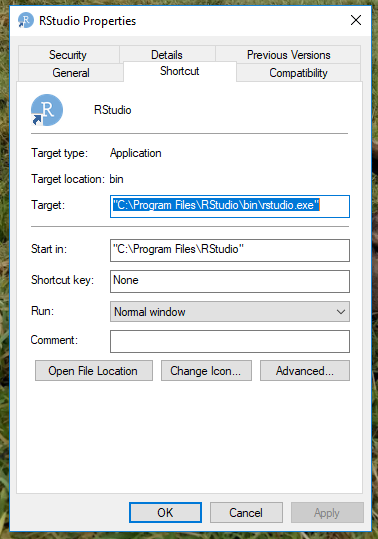 RStudio Properties
Security Details Previous Versions
General Shortcut Compatibility
R
RStudio
Target type: Application
Target location: bin
Target: "C:\Program Files\RStudio\bin\rstudio.exe"
Start in: "C:\Program Files\RStudio"
Shortcut key: None
Run: Normal window
Comment:
Open File Location Change Icon... Advanced...
OK Cancel Apply